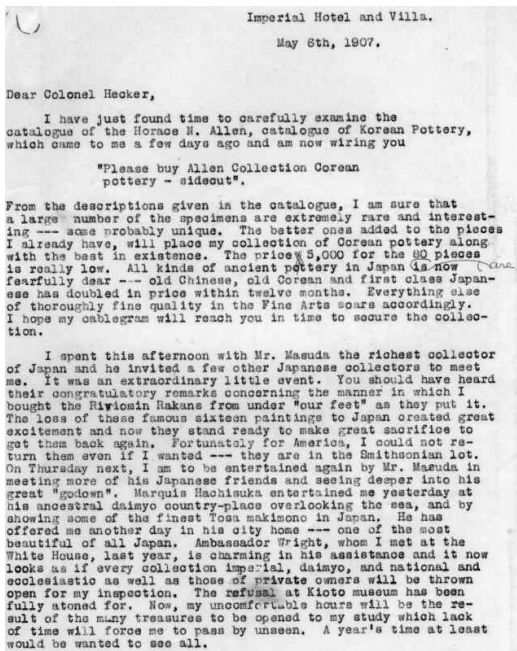 Imperial Hotel and Villa.
May 6th, 1907.
Dear Colonel Hecker,
I have just found time to carefully examine the
catalogue of the Horace N. Allen, catalogue of Korean Pottery,
which came to me a few days ago and am now wiring you
"Please buy Allen Collection Corean
pottery - sidecut".
From the descriptions given in the catalogue, I am sure that
a large number of the specimens are extremely rare and interest-
ing --- some probably unique. The better ones added to the pieces
I already have, will place my collection of Corean pottery along
with the best in existence. The price $5,000 for the 80 pieces
is really low. All kinds of ancient pottery in Japan is now rare
fearfully dear --- old Chinese, old Corean and first class Japan-
ese has doubled in price within twelve months. Everything else
of thoroughly fine quality in the Fine Arts soars accordingly.
I hope my cablegram will reach you in time to secure the collec-
tion.
I spent this afternoon with Mr. Masuda the richest collector
of Japan and he invited a few other Japanese collectors to meet
me. It was an extraordinary little event. You should have heard
their congratulatory remarks concerning the manner in which I
bought the Ririomin Rakans from under "our feet" as they put it.
The loss of these famous sixteen paintings to Japan created great
excitement and now they stand ready to make great sacrifice to
get them back again. Fortunately for America, I could not re-
turn them even if I wanted --- they are in the Smithsonian lot.
On Thursday next, I am to be entertained again by Mr. Masuda in
meeting more of his Japanese friends and seeing deeper into his
great "godown". Marquis Hachisuka entertained me yesterday at
his ancestral daimyo country-place overlooking the sea, and by
showing some of the finest Tosa makimono in Japan. He has
offered me another day in his city home --- one of the most
beautiful of all Japan. Ambassador Wright, whom I met at the
White House, last year, is charming in his assistance and it now
looks as if every collection imperial, daimyo, and national and
ecclesiastic as well as those of private owners will be thrown
open for my inspection. The refusal at Kioto museum has been
fully atoned for. Now, my uncomfortable hours will be the re-
sult of the many treasures to be opened to my study which lack
of time will force me to pass by unseen. A year's time at least
would be wanted to see all.